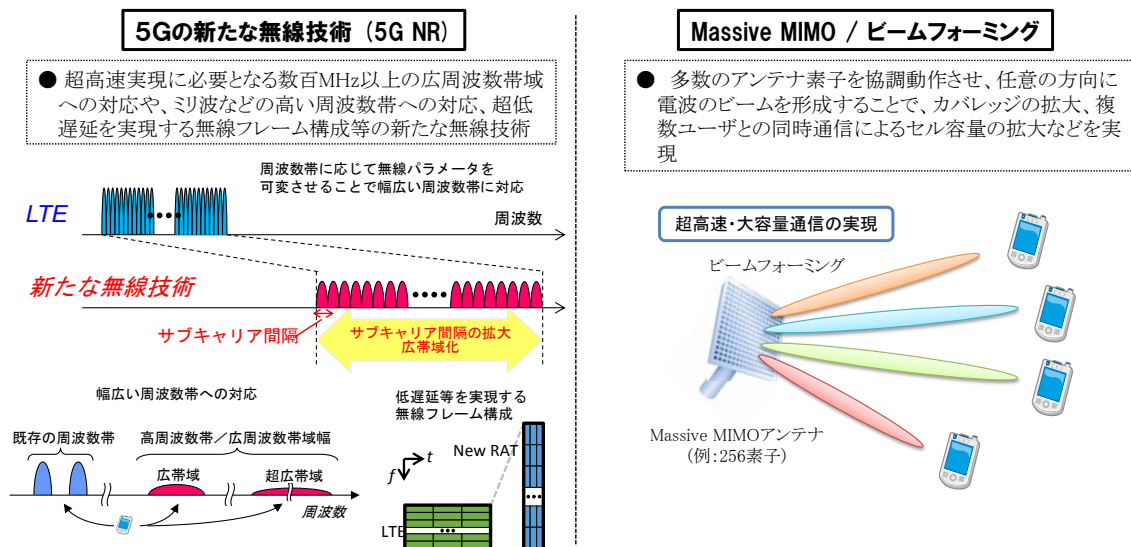 5Gの新たな無線技術 (5G NR)
● 超高速実現に必要となる数百MHz以上の広周波数帯域
への対応や、ミリ波などの高い周波数帯への対応、超低
遅延を実現する無線フレーム構成等の新たな無線技術
周波数帯に応じて無線パラメータを
可変させることで幅広い周波数帯に対応
LTE
周波数
新たな無線技術
サブキャリア間隔
サブキャリア間隔の拡大
広帯域化
幅広い周波数帯への対応
既存の周波数帯
高周波数帯/広周波数帯域幅
広帯域
超広帯域
周波数
低遅延等を実現する
無線フレーム構成
New RAT
t
f
LTE
Massive MIMO / ビームフォーミング
● 多数のアンテナ素子を協調動作させ、任意の方向に
電波のビームを形成することで、カバレッジの拡大、複
数ユーザとの同時通信によるセル容量の拡大などを実
現
超高速・大容量通信の実現
ビームフォーミング
Massive MIMOアンテナ
(例:256素子)